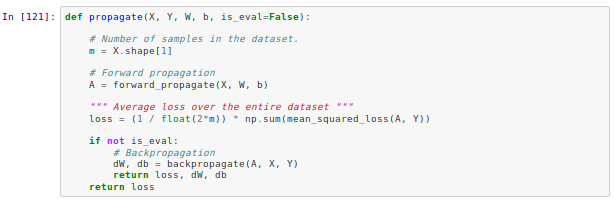 In [121]: def propagate(X, Y, W, b, is_eval=False):
# Number of samples in the dataset.
m = X.shape[1]
# Forward propagation
A = forward_propagate(X, W, b)
""" Average loss over the entire dataset """
loss = (1 / float(2*m)) * np.sum(mean_squared_loss(A, Y))
if not is_eval:
# Backpropagation
dW, db = backpropagate(A, X, Y)
return loss, dW, db
return loss